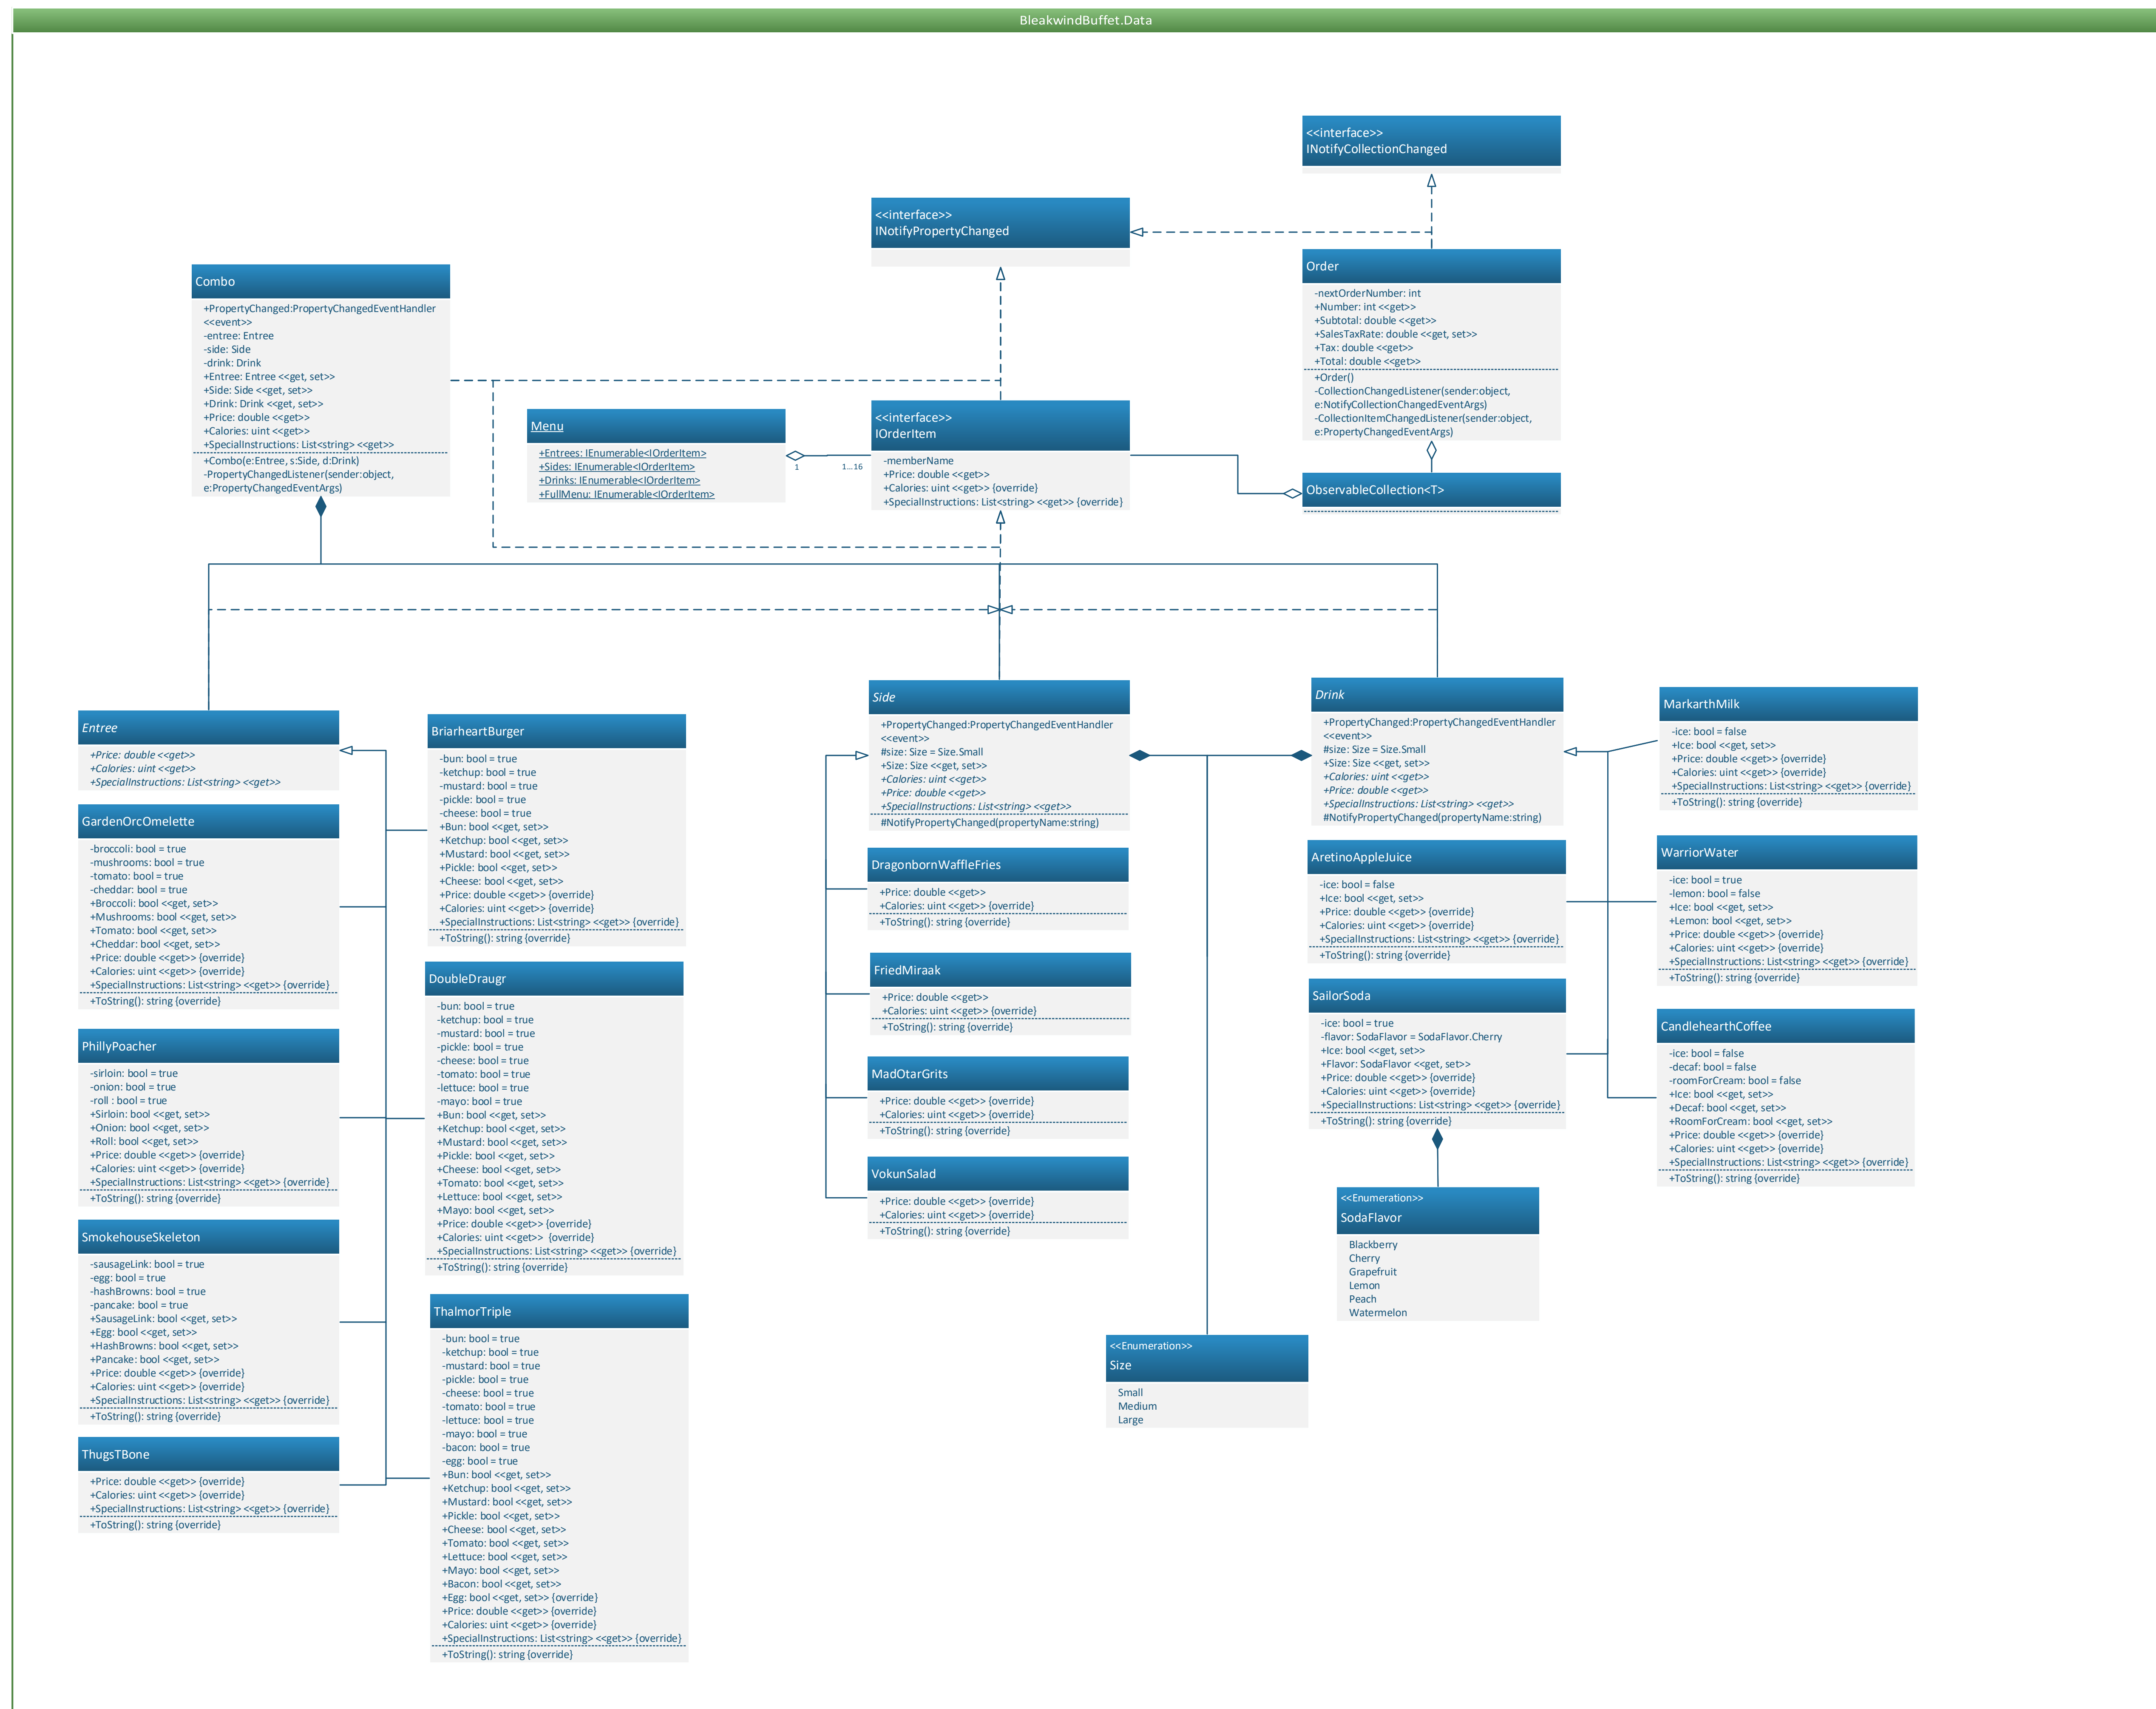 BleakwindBuffet.Data
<<interface>>
INotifyCollectionChanged
<<interface>>
INotifyPropertyChanged
Order
-nextOrderNumber: int
+Number: int <<get>>
+Subtotal: double <<get>>
+SalesTaxRate: double <<get, set>>
+Tax: double <<get>>
+Total: double <<get>>
+Order()
-CollectionChangedListener(sender:object,
e:NotifyCollectionChangedEventArgs)
-CollectionItemChangedListener(sender:object,
e:PropertyChangedEventArgs)
Combo
+PropertyChanged:PropertyChangedEventHandler
<<event>>
-entree: Entree
-side: Side
-drink: Drink
+Entree: Entree <<get, set>>
+Side: Side <<get, set>>
+Drink: Drink <<get, set>>
+Price: double <<get>>
+Calories: uint <<get>>
+SpecialInstructions: List<string> <<get>>
+Combo(e:Entree, s:Side, d:Drink)
-PropertyChangedListener(sender:object,
e:PropertyChangedEventArgs)
Menu
+Entrees: IEnumerable<IOrderItem>
+Sides: IEnumerable<IOrderItem>
+Drinks: IEnumerable<IOrderItem>
+FullMenu: IEnumerable<IOrderItem>
1
1...16
<<interface>>
IOrderItem
-memberName
+Price: double <<get>>
+Calories: uint <<get>> {override}
+SpecialInstructions: List<string> <<get>> {override}
ObservableCollection<T>
Entree
+Price: double <<get>>
+Calories: uint <<get>>
+SpecialInstructions: List<string> <<get>>
GardenOrcOmelette
-broccoli: bool = true
-mushrooms: bool = true
-tomato: bool = true
-cheddar: bool = true
+Broccoli: bool <<get, set>>
+Mushrooms: bool <<get, set>>
+Tomato: bool <<get, set>>
+Cheddar: bool <<get, set>>
+Price: double <<get>> {override}
+Calories: uint <<get>> {override}
+SpecialInstructions: List<string> <<get>> {override}
+ToString(): string {override}
PhillyPoacher
-sirloin: bool = true
-onion: bool = true
-roll : bool = true
+Sirloin: bool <<get, set>>
+Onion: bool <<get, set>>
+Roll: bool <<get, set>>
+Price: double <<get>> {override}
+Calories: uint <<get>> {override}
+SpecialInstructions: List<string> <<get>> {override}
+ToString(): string {override}
SmokehouseSkeleton
-sausageLink: bool = true
-egg: bool = true
-hashBrowns: bool = true
-pancake: bool = true
+SausageLink: bool <<get, set>>
+Egg: bool <<get, set>>
+HashBrowns: bool <<get, set>>
+Pancake: bool <<get, set>>
+Price: double <<get>> {override}
+Calories: uint <<get>> {override}
+SpecialInstructions: List<string> <<get>> {override}
+ToString(): string {override}
ThugsTBone
+Price: double <<get>> {override}
+Calories: uint <<get>> {override}
+SpecialInstructions: List<string> <<get>> {override}
+ToString(): string {override}
BriarheartBurger
-bun: bool = true
-ketchup: bool = true
-mustard: bool = true
-pickle: bool = true
-cheese: bool = true
+Bun: bool <<get, set>>
+Ketchup: bool <<get, set>>
+Mustard: bool <<get, set>>
+Pickle: bool <<get, set>>
+Cheese: bool <<get, set>>
+Price: double <<get>> {override}
+Calories: uint <<get>> {override}
+SpecialInstructions: List<string> <<get>> {override}
+ToString(): string {override}
DoubleDraugr
-bun: bool = true
-ketchup: bool = true
-mustard: bool = true
-pickle: bool = true
-cheese: bool = true
-tomato: bool = true
-lettuce: bool = true
-mayo: bool = true
+Bun: bool <<get, set>>
+Ketchup: bool <<get, set>>
+Mustard: bool <<get, set>>
+Pickle: bool <<get, set>>
+Cheese: bool <<get, set>>
+Tomato: bool <<get, set>>
+Lettuce: bool <<get, set>>
+Mayo: bool <<get, set>>
+Price: double <<get>> {override}
+Calories: uint <<get>> {override}
+SpecialInstructions: List<string> <<get>> {override}
+ToString(): string {override}
ThalmorTriple
-bun: bool = true
-ketchup: bool = true
-mustard: bool = true
-pickle: bool = true
-cheese: bool = true
-tomato: bool = true
-lettuce: bool = true
-mayo: bool = true
-bacon: bool = true
-egg: bool = true
+Bun: bool <<get, set>>
+Ketchup: bool <<get, set>>
+Mustard: bool <<get, set>>
+Pickle: bool <<get, set>>
+Cheese: bool <<get, set>>
+Tomato: bool <<get, set>>
+Lettuce: bool <<get, set>>
+Mayo: bool <<get, set>>
+Bacon: bool <<get, set>>
+Egg: bool <<get, set>> {override}
+Price: double <<get>> {override}
+Calories: uint <<get>> {override}
+SpecialInstructions: List<string> <<get>> {override}
+ToString(): string {override}
Side
+PropertyChanged:PropertyChangedEventHandler
<<event>>
#size: Size = Size.Small
+Size: Size <<get, set>>
+Calories: uint <<get>>
+Price: double <<get>>
+SpecialInstructions: List<string> <<get>>
#NotifyPropertyChanged(propertyName:string)
DragonbornWaffleFries
+Price: double <<get>>
+Calories: uint <<get>> {override}
+ToString(): string {override}
FriedMiraak
+Price: double <<get>>
+Calories: uint <<get>> {override}
+ToString(): string {override}
MadOtarGrits
+Price: double <<get>> {override}
+Calories: uint <<get>> {override}
+ToString(): string {override}
VokunSalad
+Price: double <<get>> {override}
+Calories: uint <<get>> {override}
+ToString(): string {override}
Drink
+PropertyChanged:PropertyChangedEventHandler
<<event>>
#size: Size = Size.Small
+Size: Size <<get, set>>
+Calories: uint <<get>>
+Price: double <<get>>
+SpecialInstructions: List<string> <<get>>
#NotifyPropertyChanged(propertyName:string)
AretinoAppleJuice
-ice: bool = false
+Ice: bool <<get, set>>
+Price: double <<get>> {override}
+Calories: uint <<get>> {override}
+SpecialInstructions: List<string> <<get>> {override}
+ToString(): string {override}
SailorSoda
-ice: bool = true
-flavor: SodaFlavor = SodaFlavor.Cherry
+Ice: bool <<get, set>>
+Flavor: SodaFlavor <<get, set>>
+Price: double <<get>> {override}
+Calories: uint <<get>> {override}
+SpecialInstructions: List<string> <<get>> {override}
+ToString(): string {override}
<<Enumeration>>
SodaFlavor
Blackberry
Cherry
Grapefruit
Lemon
Peach
Watermelon
<<Enumeration>>
Size
Small
Medium
Large
MarkarthMilk
-ice: bool = false
+Ice: bool <<get, set>>
+Price: double <<get>> {override}
+Calories: uint <<get>> {override}
+SpecialInstructions: List<string> <<get>> {override}
+ToString(): string {override}
WarriorWater
-ice: bool = true
-lemon: bool = false
+Ice: bool <<get, set>>
+Lemon: bool <<get, set>>
+Price: double <<get>> {override}
+Calories: uint <<get>> {override}
+SpecialInstructions: List<string> <<get>> {override}
+ToString(): string {override}
CandlehearthCoffee
-ice: bool = false
-decaf: bool = false
-roomForCream: bool = false
+Ice: bool <<get, set>>
+Decaf: bool <<get, set>>
+RoomForCream: bool <<get, set>>
+Price: double <<get>> {override}
+Calories: uint <<get>> {override}
+SpecialInstructions: List<string> <<get>> {override}
+ToString(): string {override}